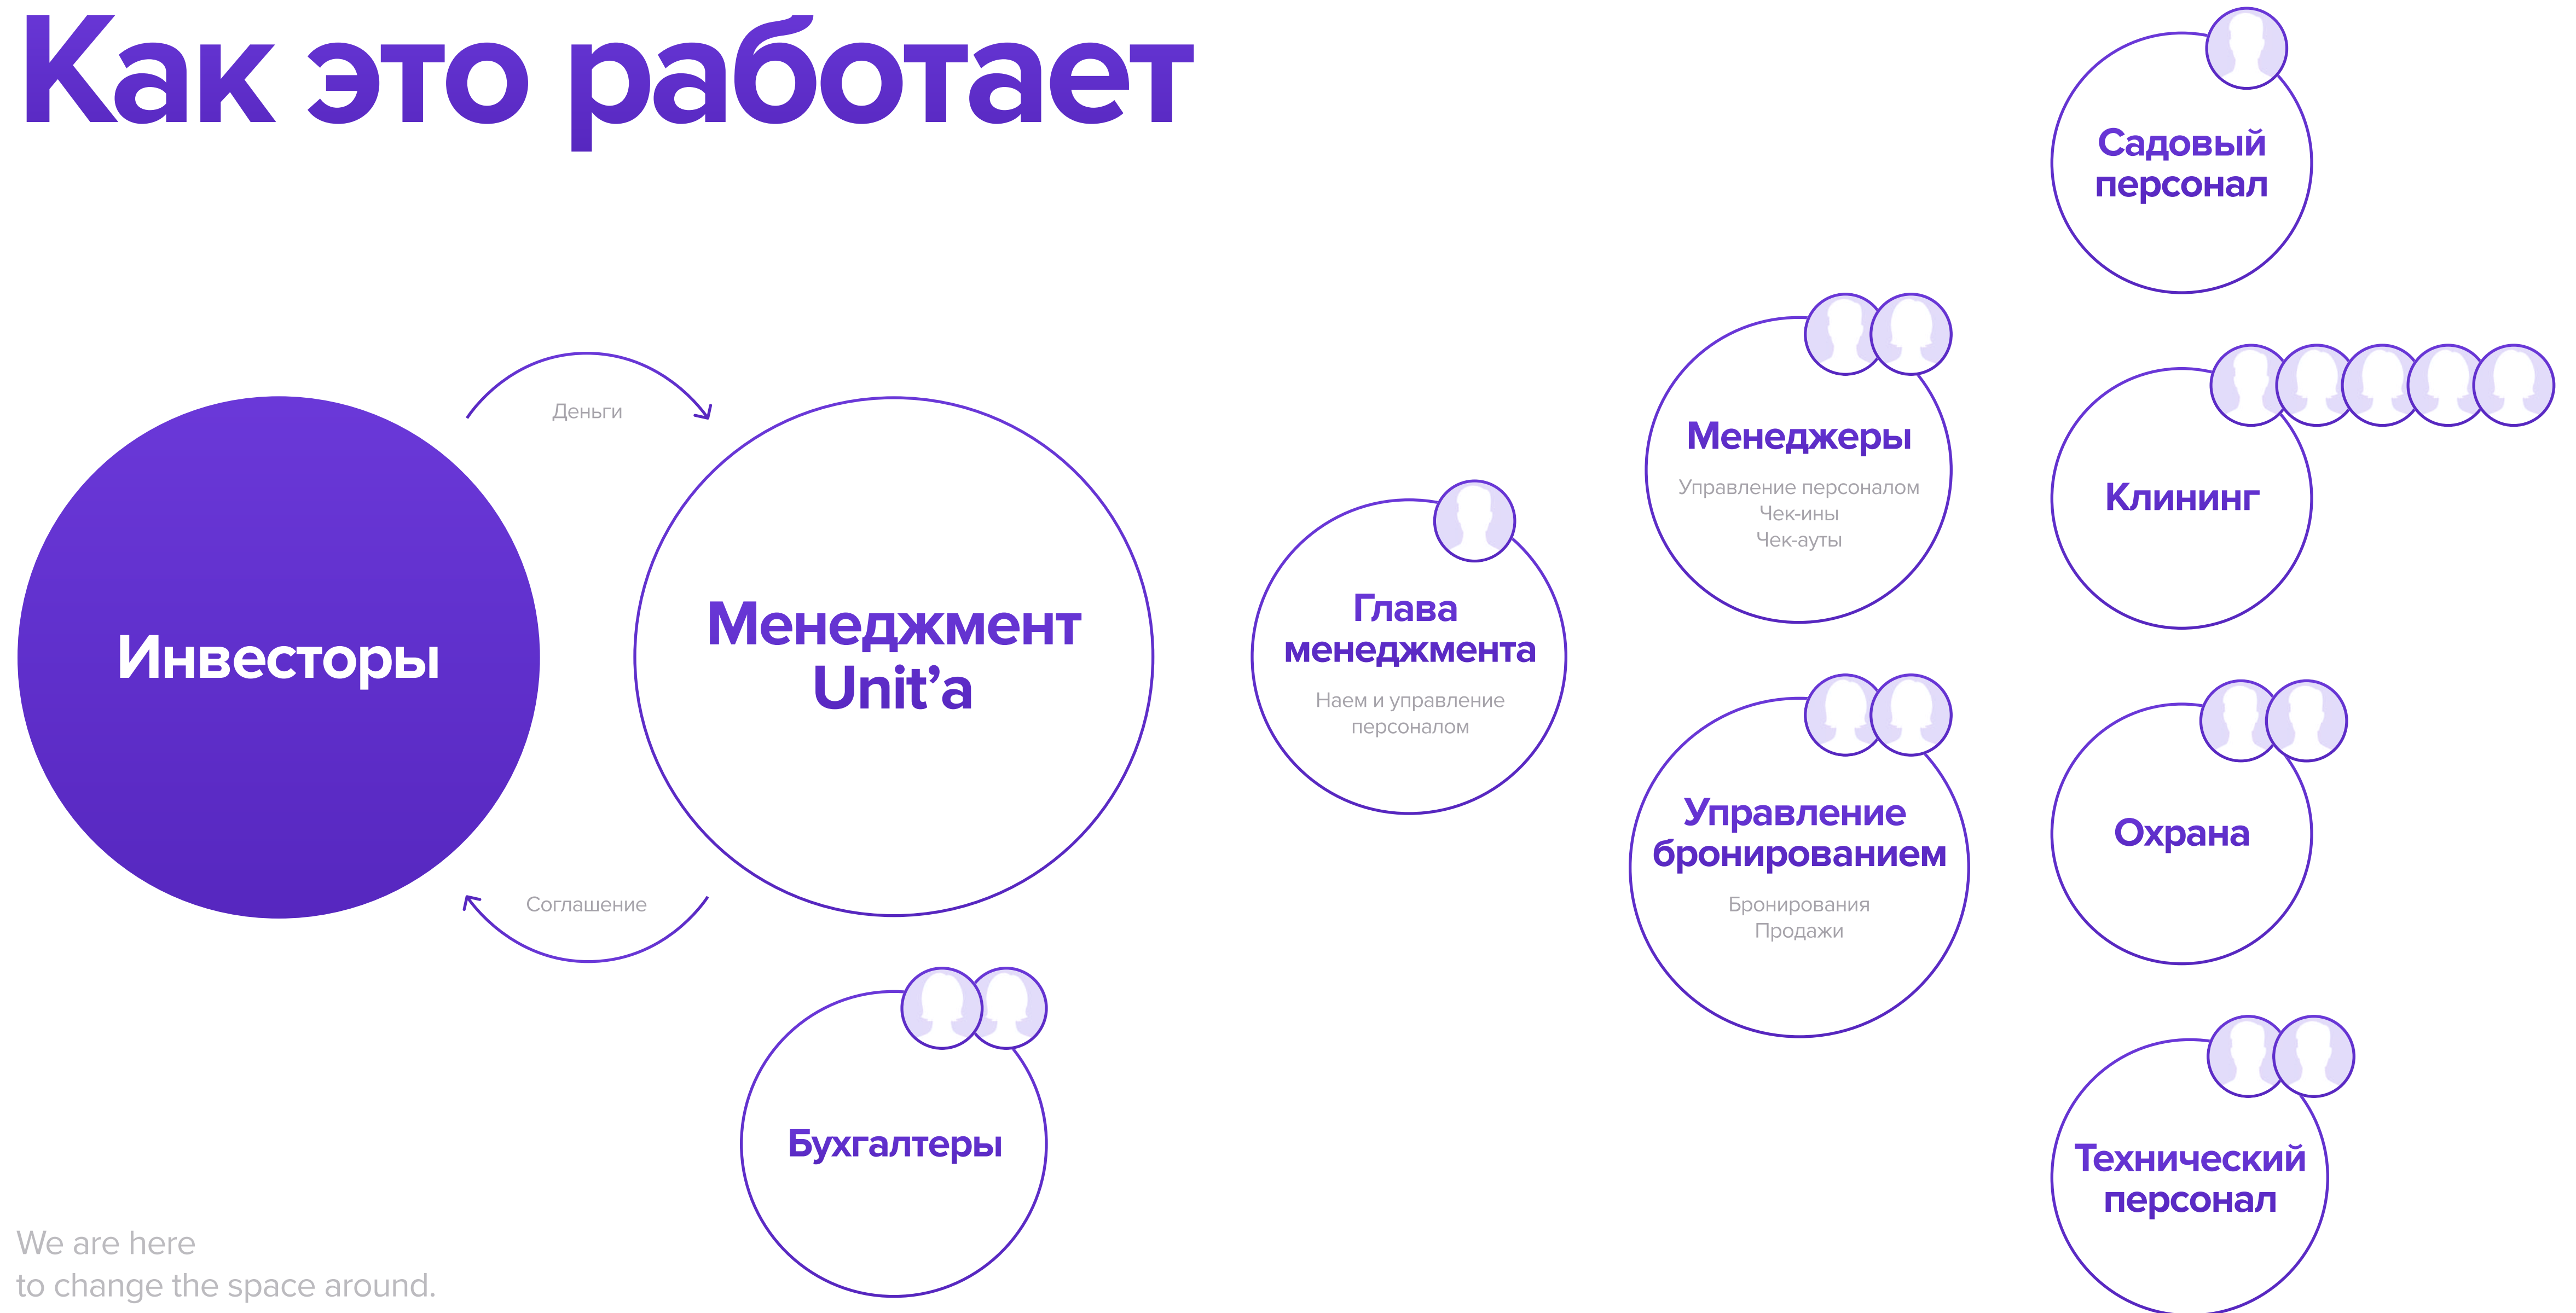 Как это работает
Деньги
Инвесторы
Менеджмент
Unit’а
Соглашение
Бухгалтеры
Глава
менеджмента
Наем и управление
персоналом
Менеджеры
Управление персоналом
Чек-ины
Чек-ауты
Управление
бронированием
Бронирования
Продажи
Садовый
персонал
Клининг
Охрана
Технический
персонал
We are here
to change the space around.